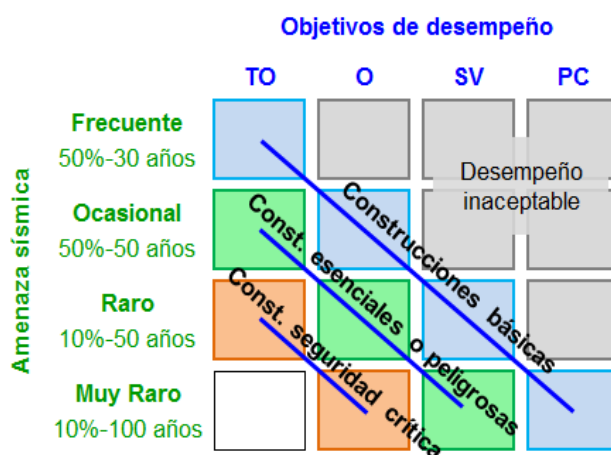 Objetivos de desempeño
TO O SV PC
Amenaza sísmica
Frecuente
50%-30 años
Ocasional
50%-50 años
Raro
10%-50 años
Muy Raro
10%-100 años
Desempeño
inaceptable
Construcciones básicas
Const. esenciales o peligrosas
Const. seguridad crítica